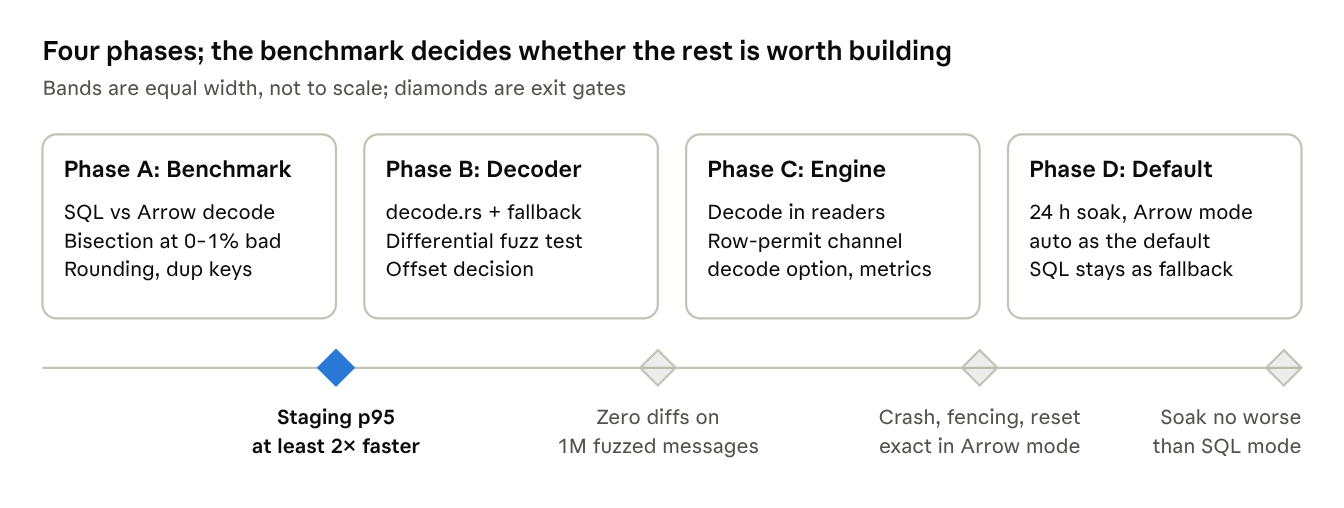 Four phases; the benchmark decides whether the rest is worth building
Bands are equal width, not to scale; diamonds are exit gates
Phase A: Benchmark
SQL vs Arrow decode
Bisection at 0–1% bad
Rounding, dup keys
Phase B: Decoder
decode.rs + fallback
Differential fuzz test
Offset decision
Phase C: Engine
Decode in readers
Row-permit channel
decode option, metrics
Phase D: Default
24 h soak, Arrow mode
auto as the default
SQL stays as fallback
Staging p95
at least 2× faster
Zero diffs on
1M fuzzed messages
Crash, fencing, reset
exact in Arrow mode
Soak no worse
than SQL mode